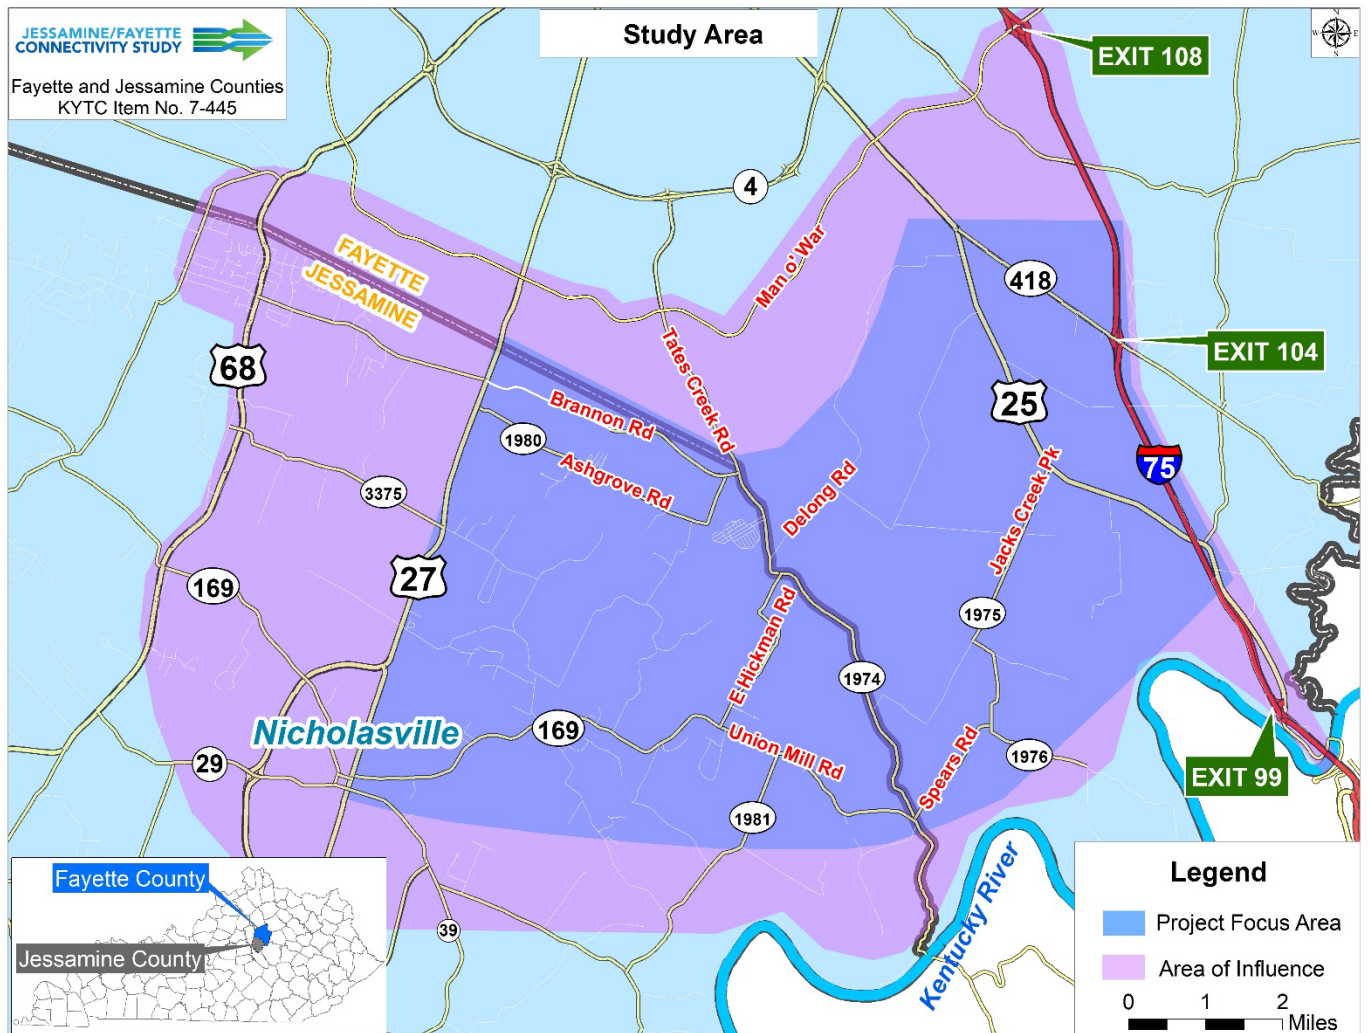 JESSAMINE/FAYETTE
CONNECTIVITY STUDY
Fayette and Jessamine Counties
KYTC Item No. 7-445
Study Area
N
W E
S
EXIT 108
4
FAYETTE
JESSAMINE
Man o' War
418
EXIT 104
68
Tates Creek Rd
25
Brannon Rd
1980
Ashgrove Rd
75
3375
Delong Rd
Jacks Creek Pk
27
169
1975
E Hickman Rd
1974
Nicholasville
169
Union Mill Rd
Spears Rd
1976
29
EXIT 99
1981
Kentucky River
39
Fayette County
Jessamine County
Legend
Project Focus Area
Area of Influence
0 1 2
Miles